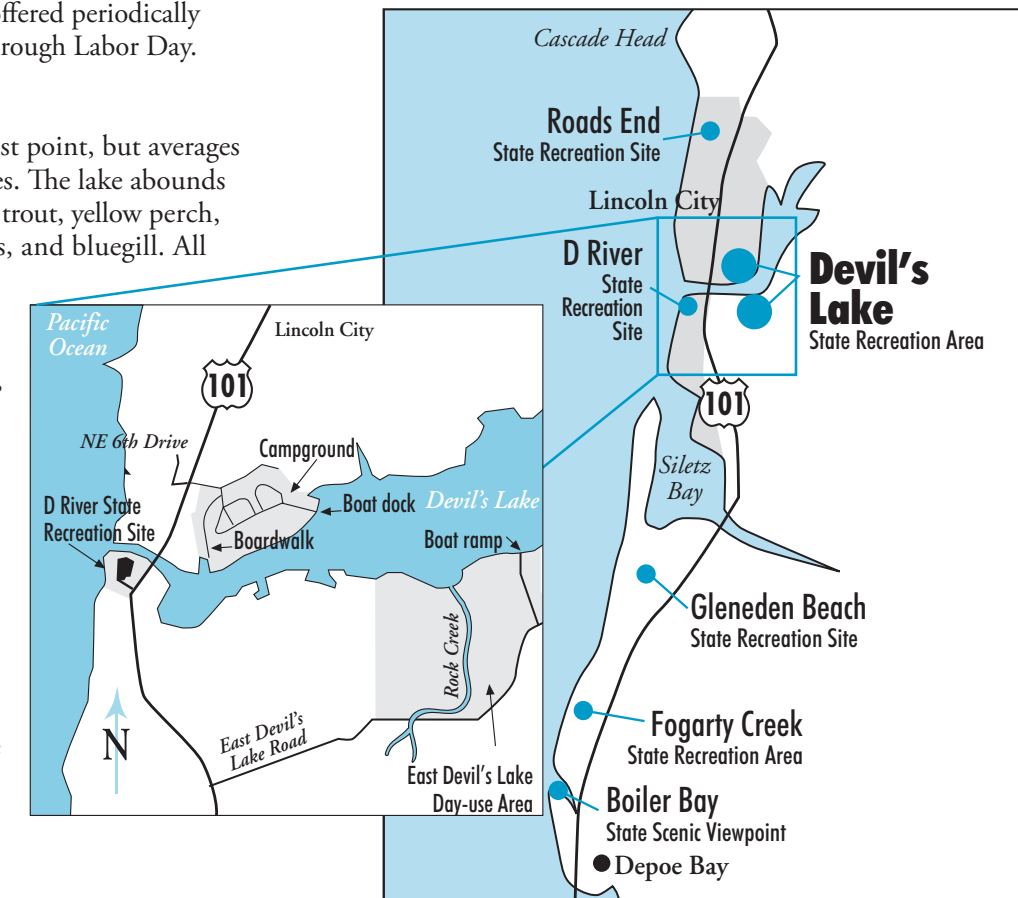 ffered periodically
rough Labor Day.
st point, but averages
es. The lake abounds
trout, yellow perch,
s, and bluegill. All
Cascade Head
Roads End
State Recreation Site
Lincoln City
D River
State
Recreation
Site
Devil's
Lake
State Recreation Area
101
Siletz
Bay
Gleneden Beach
State Recreation Site
Fogarty Creek
State Recreation Area
Boiler Bay
State Scenic Viewpoint
Depoe Bay
Pacific
Ocean
Lincoln City
101
NE 6th Drive
Campground
D River State
Recreation Site
Boat dock
Devil's Lake
Boardwalk
Boat ramp
Rock Creek
N
East Devil's
Lake Road
East Devil's Lake
Day-use Area